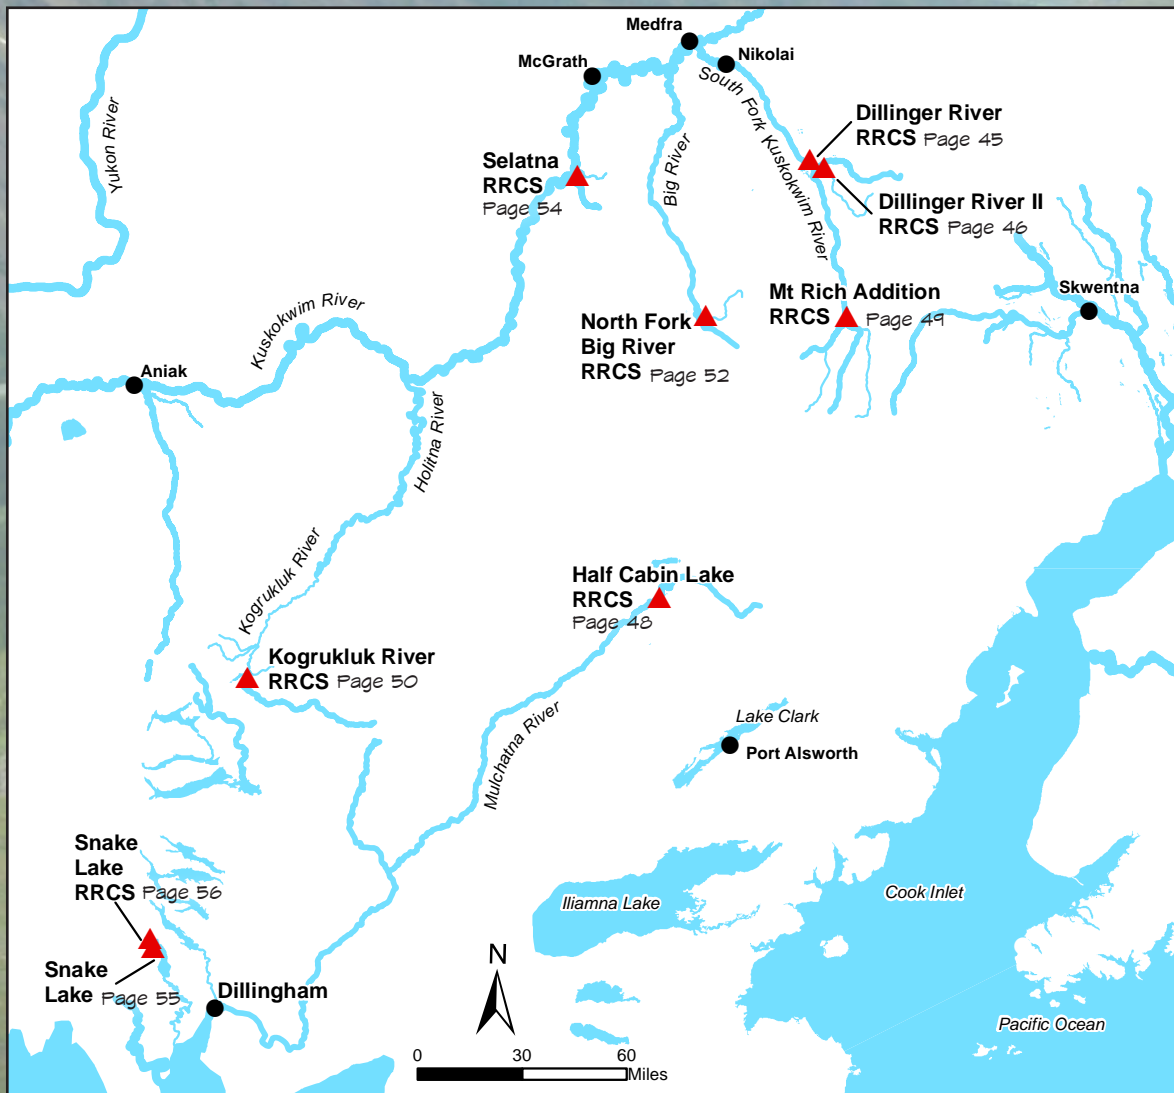 Medfra
McGrath
Nikolai
Yukon River
South Fork Kuskokwim River
Big River
Dillinger River
RRCS Page 45
Selatna
RRCS
Page 54
Dillinger River II
RRCS Page 46
Skwentna
Mt Rich Addition
RRCS Page 49
Kuskokwim River
North Fork
Big River
RRCS Page 52
Aniak
Holitna River
Kogrukluk River
Half Cabin Lake
RRCS
Page 48
Kogrukluk River
RRCS Page 50
Mulchatna River
Lake Clark
Port Alsworth
Snake
Lake
RRCS Page 56
Iliamna Lake
Cook Inlet
Snake
Lake Page 55
Dillingham
N
Pacific Ocean
0 30 60
Miles